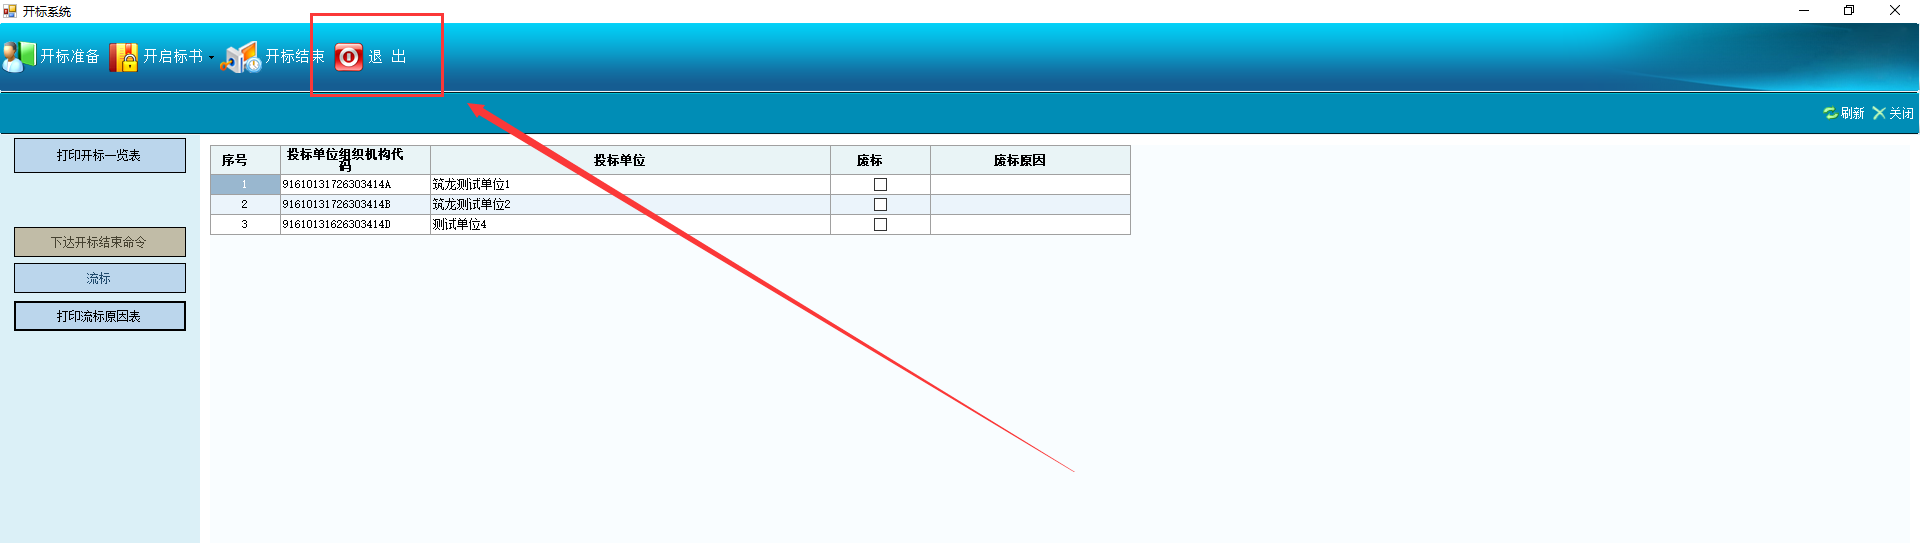 开标系统
开标准备 开启标书 开标结束 退 出
刷新 关闭
打印开标一览表
下达开标结束命令
流标
打印流标原因表
序号 投标单位组织机构代码 投标单位 废标 废标原因
1 91610131726303414A 筑龙测试单位1
2 91610131726303414B 筑龙测试单位2
3 91610131626303414D 测试单位4